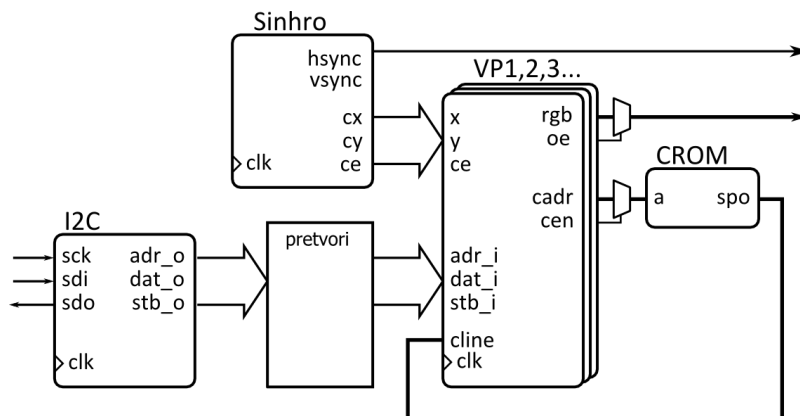 Sinhro
hsync
vsync
cx
cy
ce
clk
VP1,2,3...
x
y
ce
rgb
oe
cadr
cen
adr_i
dat_i
stb_i
cline
clk
CROM
a spo
I2C
sck adr_o
sdi dat_o
sdo stb_o
clk
pretvori